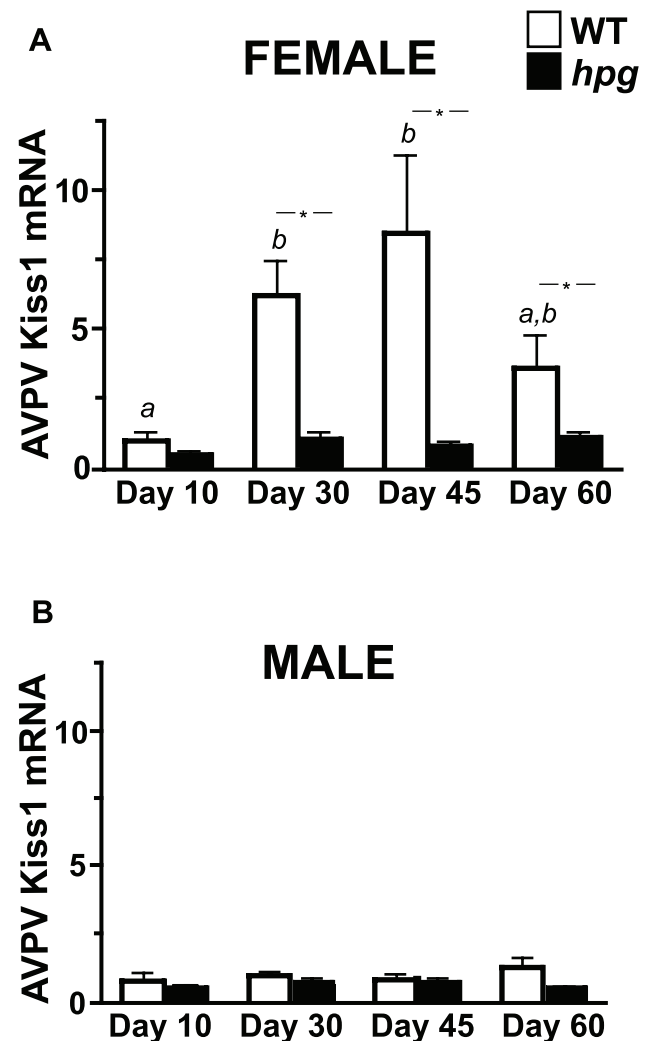 A
FEMALE
WT
hpg
AVPV Kiss1 mRNA
10
5
0
a
b
*
b
*
a,b
*
Day 10 Day 30 Day 45 Day 60
B
MALE
AVPV Kiss1 mRNA
10
5
0
Day 10 Day 30 Day 45 Day 60